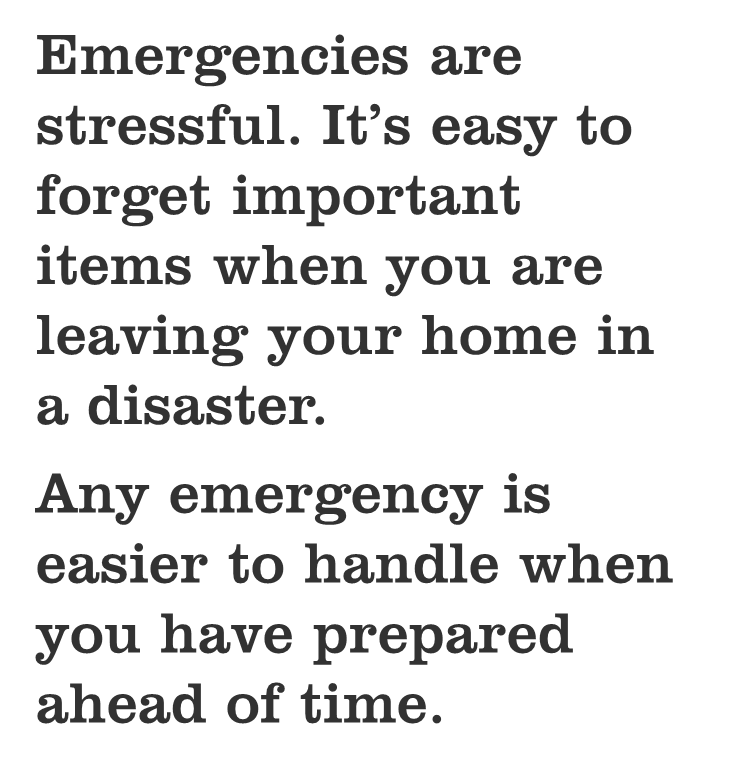 Emergencies are
stressful. It’s easy to
forget important
items when you are
leaving your home in
a disaster.
Any emergency is
easier to handle when
you have prepared
ahead of time.